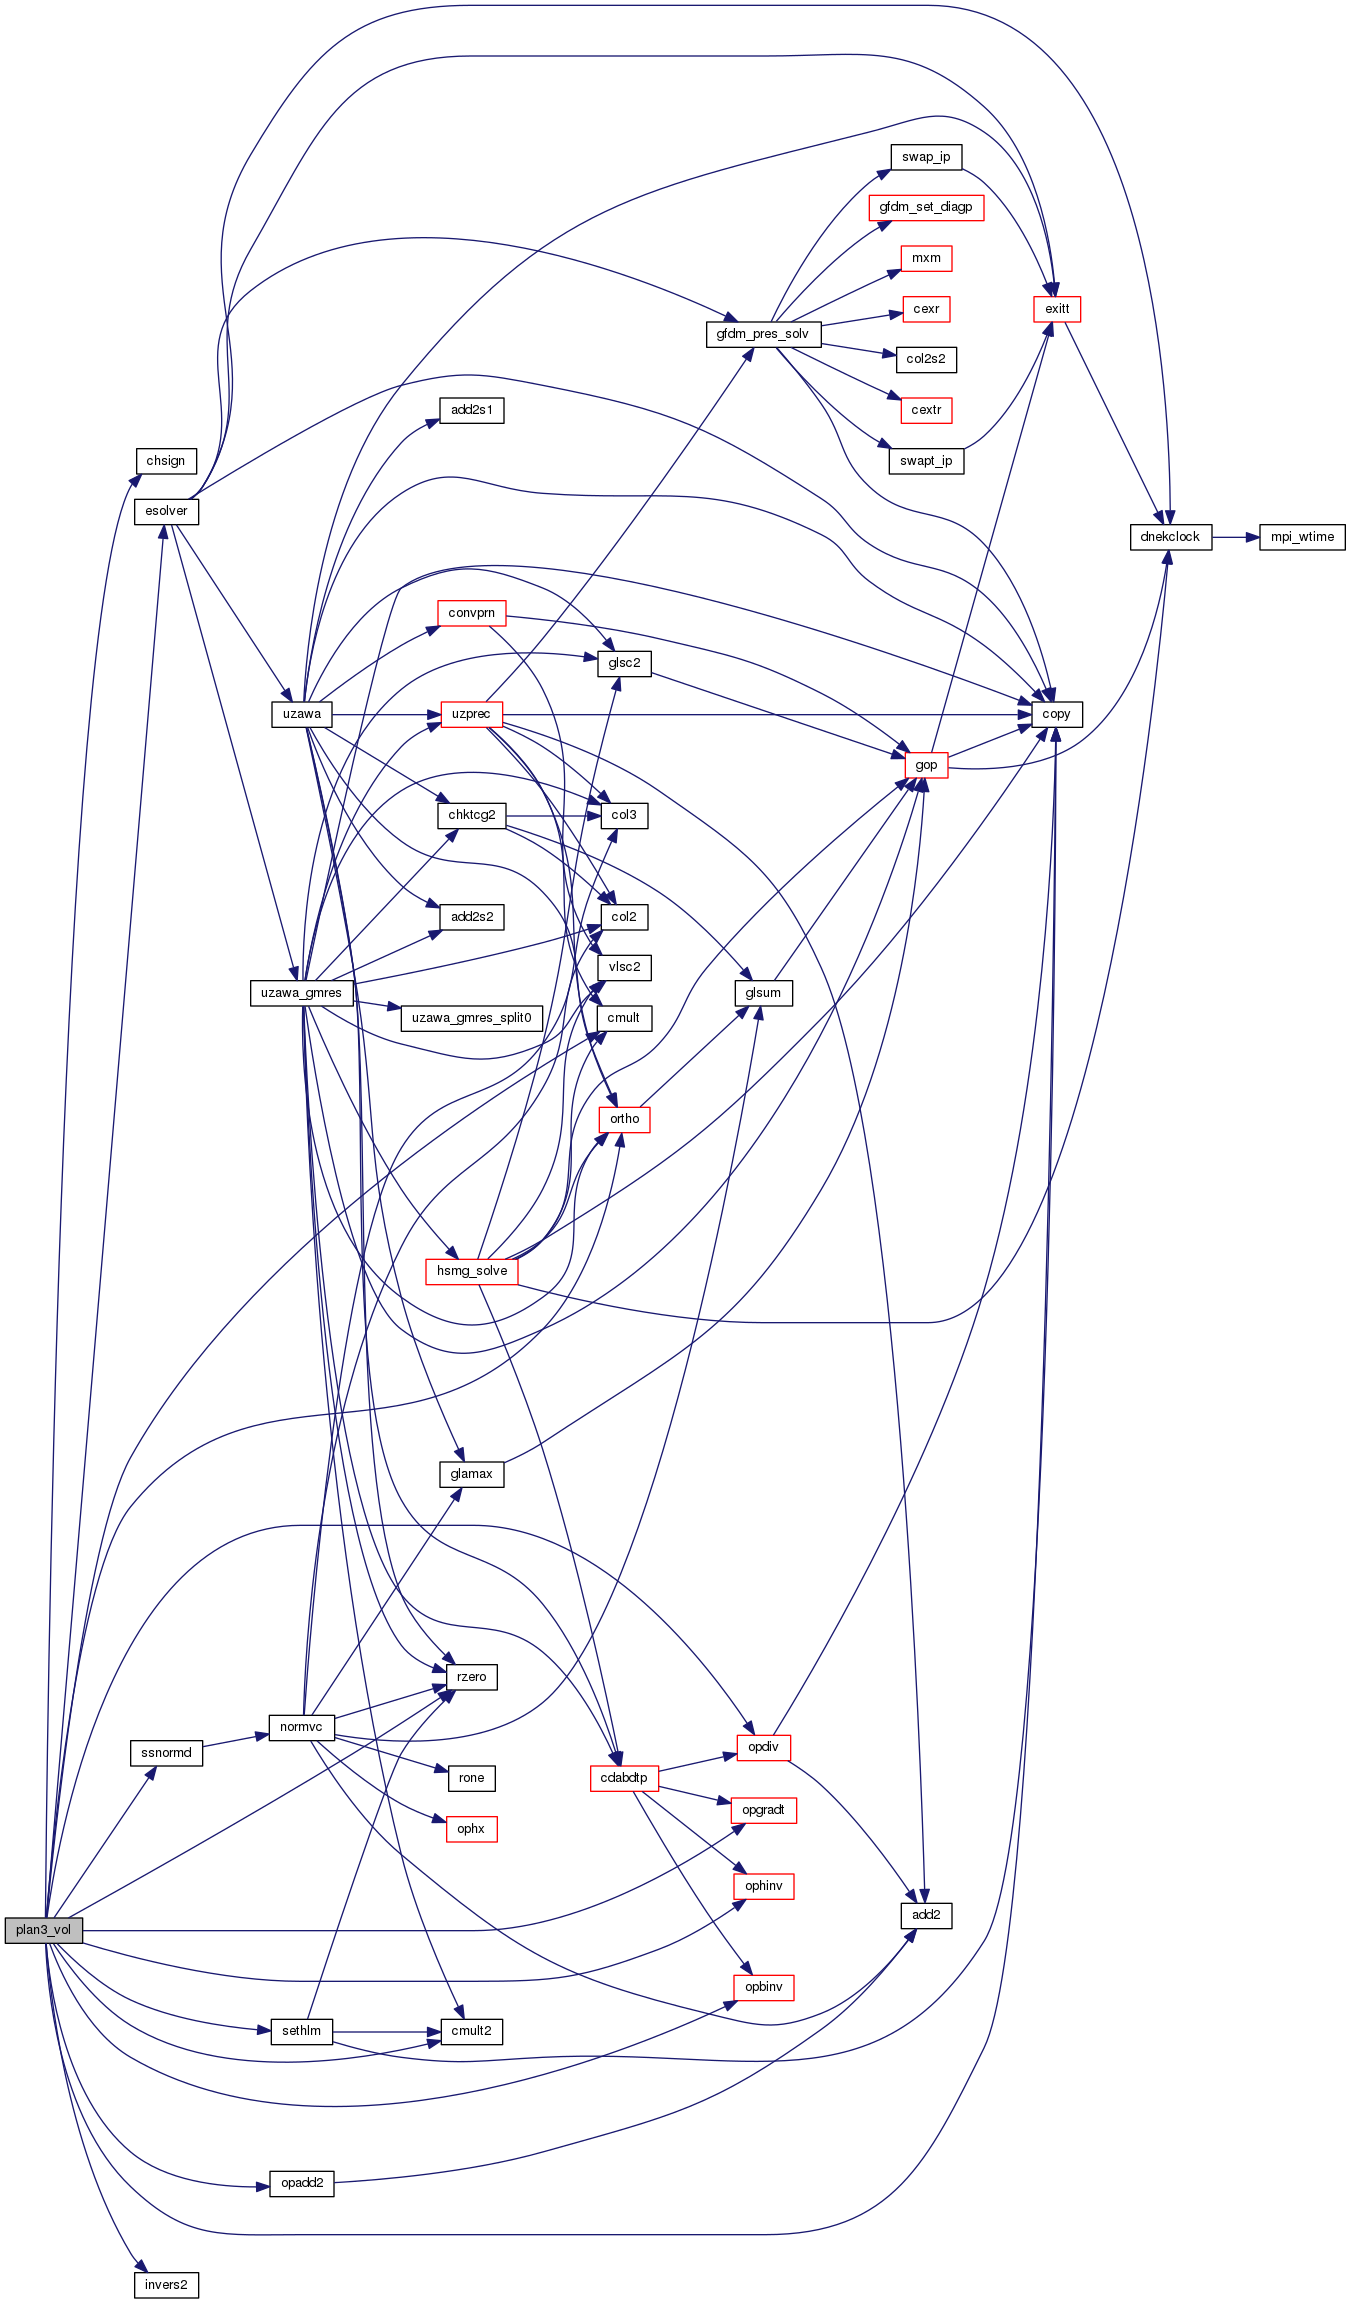 swap_ip
gfdm_set_diagp
mxm
cexr
exitt
gfdm_pres_solv
col2s2
add2s1
cextr
chsign
swapt_ip
esolver
dnekclock
mpi_wtime
convprn
glsc2
uzawa
uzprec
copy
gop
chktcg2
col3
add2s2
col2
vlsc2
uzawa_gmres
glsum
uzawa_gmres_split0
cmult
ortho
hsmg_solve
glamax
rzero
normvc
ssnormd
opdiv
rone
cdabdtp
opgradt
ophx
ophinv
add2
plan3_vol
opbinv
sethlm
cmult2
opadd2
invers2